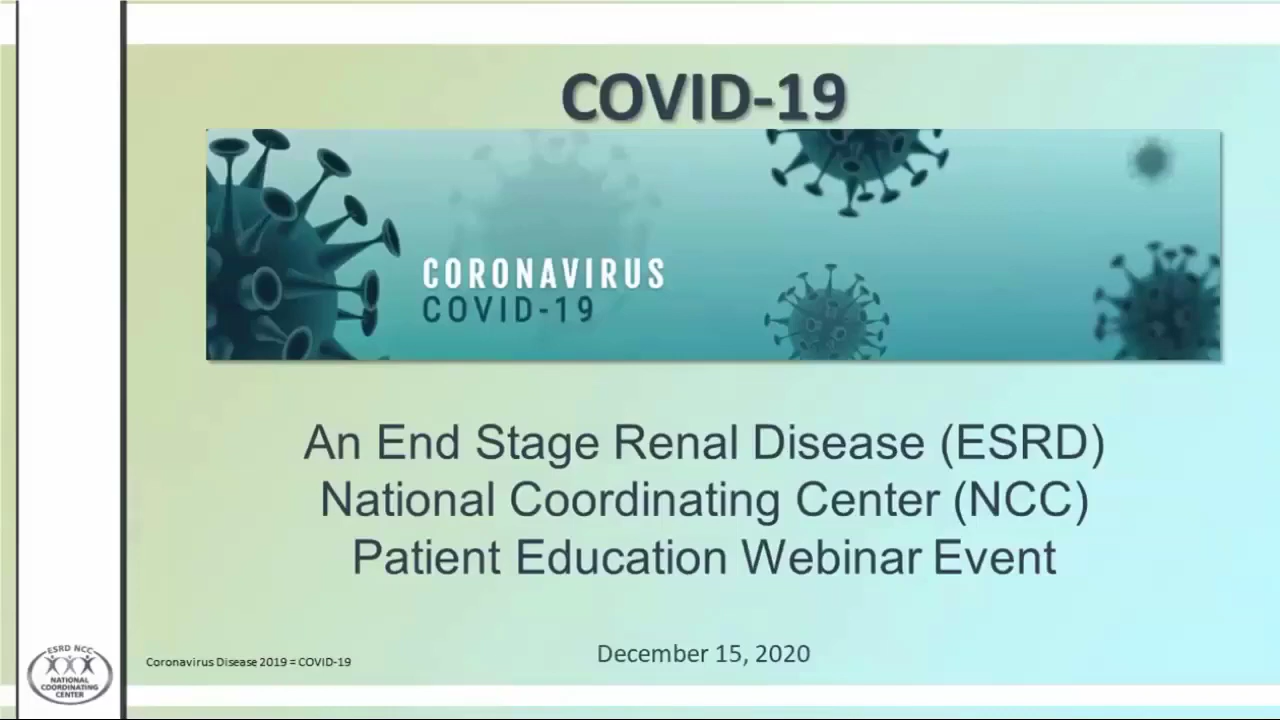 COVID-19
CORONAVIRUS
COVID-19
An End Stage Renal Disease (ESRD)
National Coordinating Center (NCC)
Patient Education Webinar Event
December 15, 2020
Coronavirus Disease 2019 = COVID-19
ESRD NCC
NATIONAL
COORDINATING
CENTER